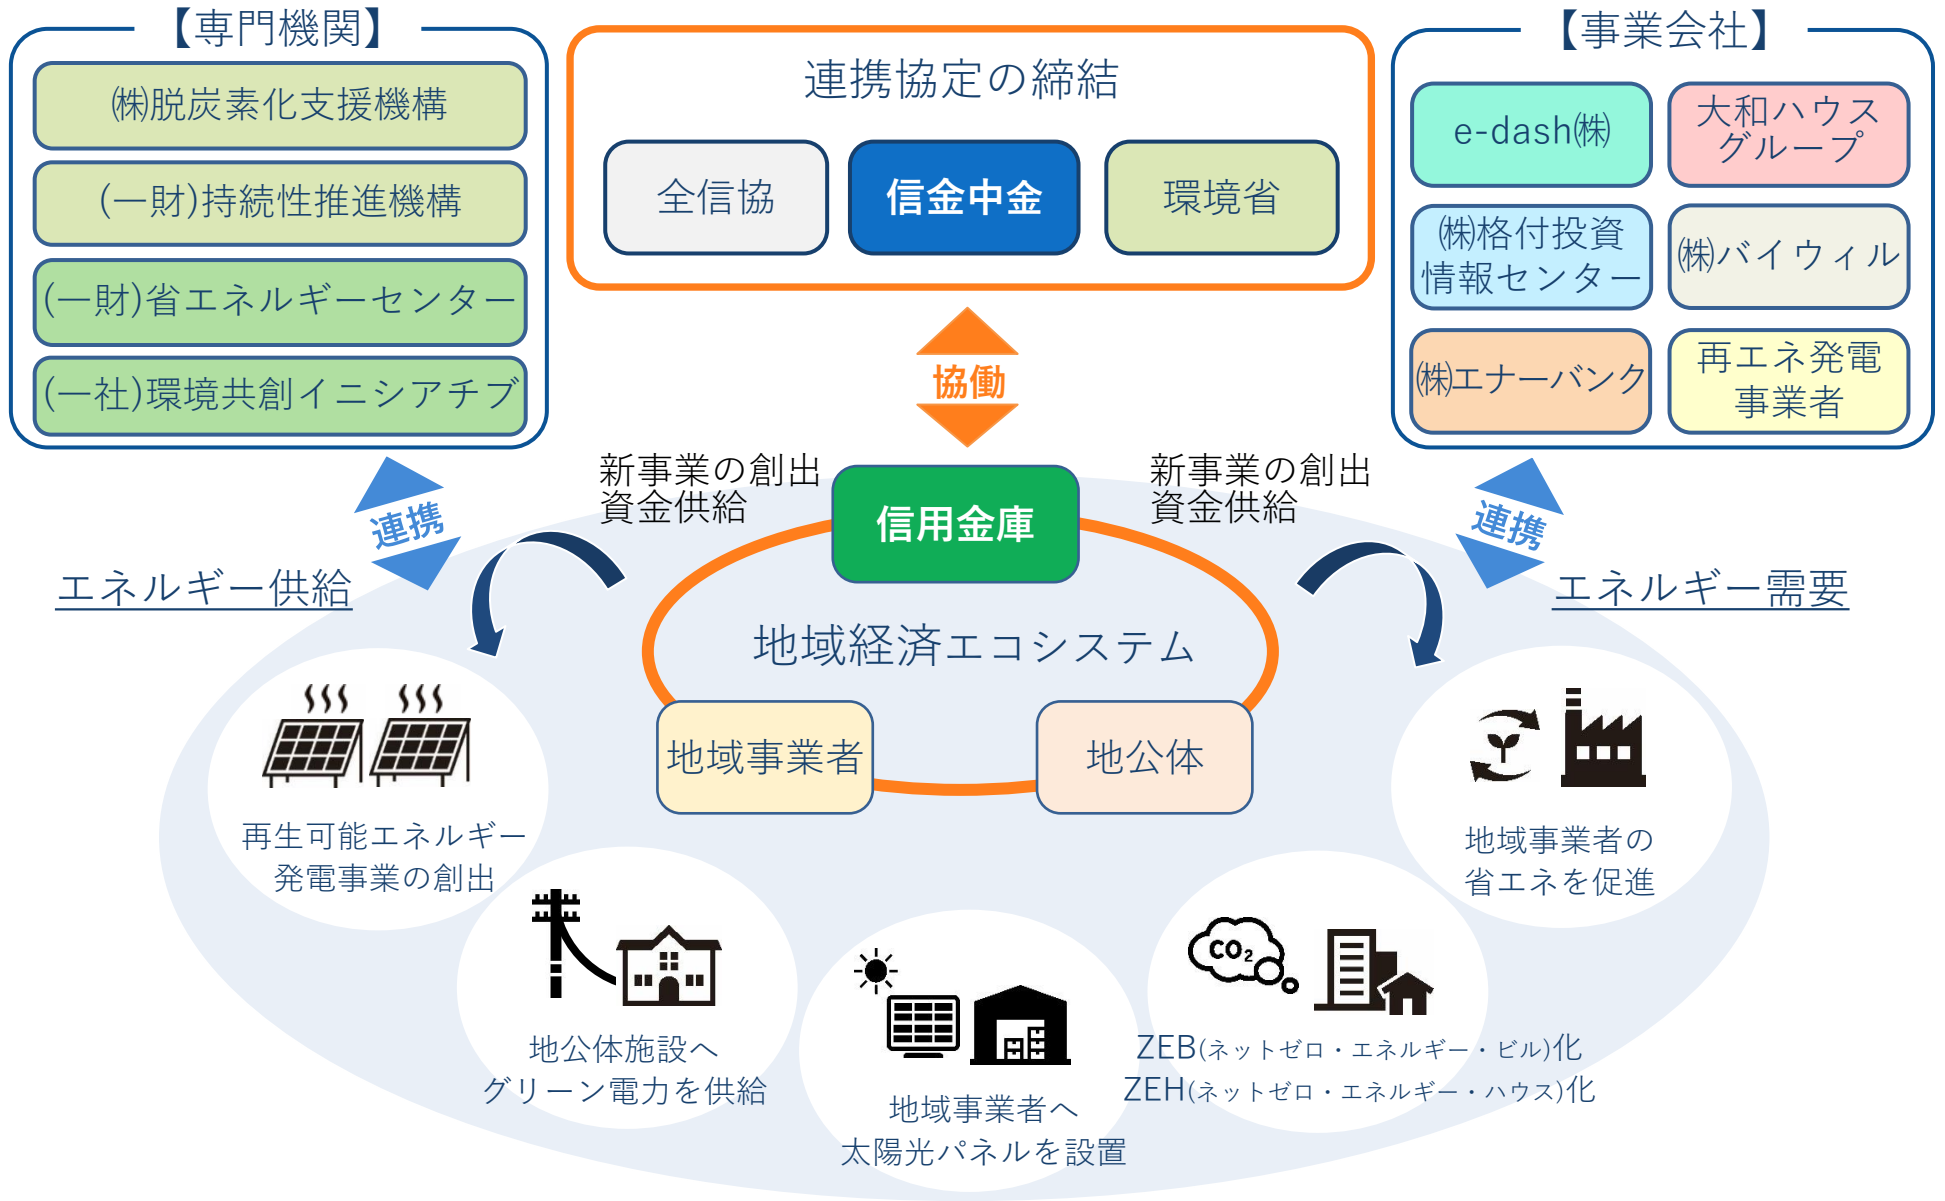 【専門機関】
㈱脱炭素化支援機構
(一財)持続性推進機構
(一財)省エネルギーセンター
(一社)環境共創イニシアチブ
連携協定の締結
全信協
信金中金
環境省
【事業会社】
e-dash㈱
大和ハウス
グループ
㈱格付投資
情報センター
㈱バイウィル
㈱エナーバンク
再エネ発電
事業者
協働
連携
連携
新事業の創出
資金供給
新事業の創出
資金供給
信用金庫
エネルギー供給
エネルギー需要
地域経済エコシステム
地域事業者
地公体
再生可能エネルギー
発電事業の創出
地公体施設へ
グリーン電力を供給
地域事業者へ
太陽光パネルを設置
CO₂
ZEB(ネットゼロ・エネルギー・ビル)化
ZEH(ネットゼロ・エネルギー・ハウス)化
地域事業者の
省エネを促進